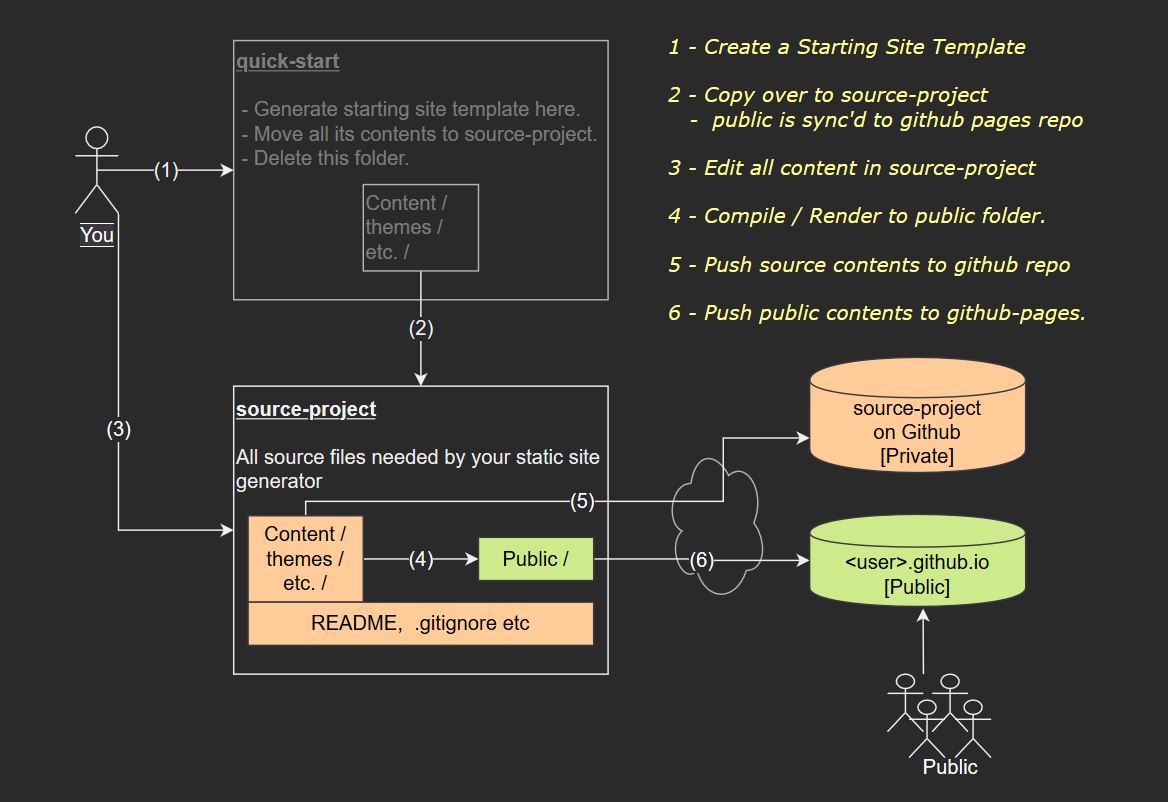 quick-start
- Generate starting site template here.
- Move all its contents to source-project.
- Delete this folder.
Content /
themes /
etc. /
(1)
You
(2)
(3)
1 - Create a Starting Site Template
2 - Copy over to source-project
- public is sync'd to github pages repo
3 - Edit all content in source-project
4 - Compile / Render to public folder.
5 - Push source contents to github repo
6 - Push public contents to github-pages.
source-project
All source files needed by your static site
generator
(5)
Content /
themes /
etc. /
(4)
Public /
(6)
README, .gitignore etc
source-project
on Github
[Private]
<user>.github.io
[Public]
Public